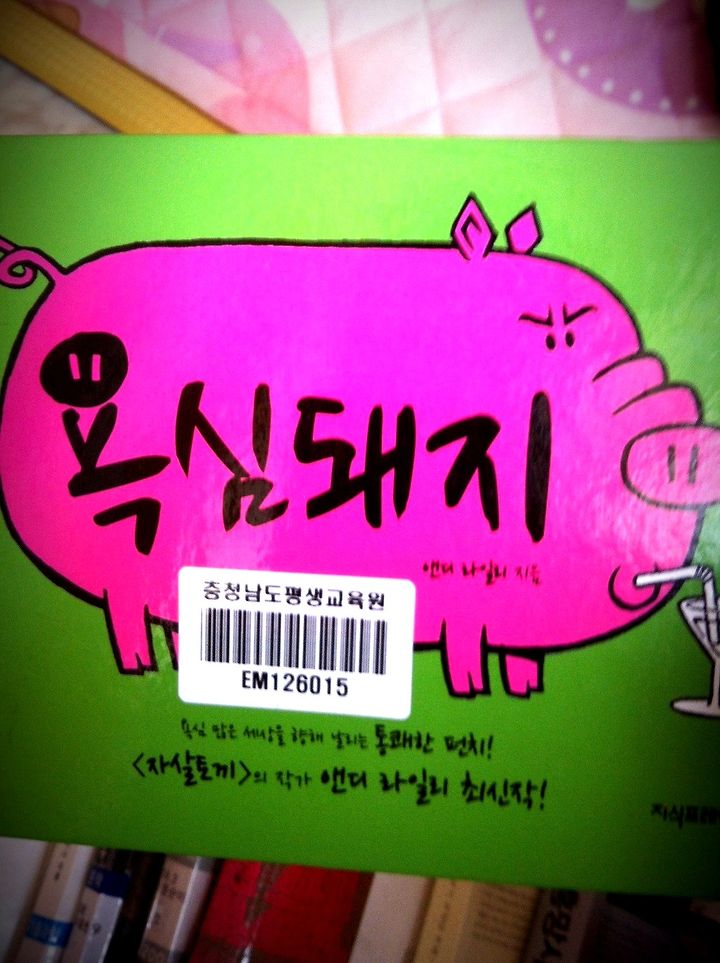 욕심돼지
앤디 라일리 지음
충청남도평생교육원
EM126015
욕심 많은 세상을 향해 날리는 통쾌한 펀치!
<자살토끼>의 작가 앤디 라일리 최신작!